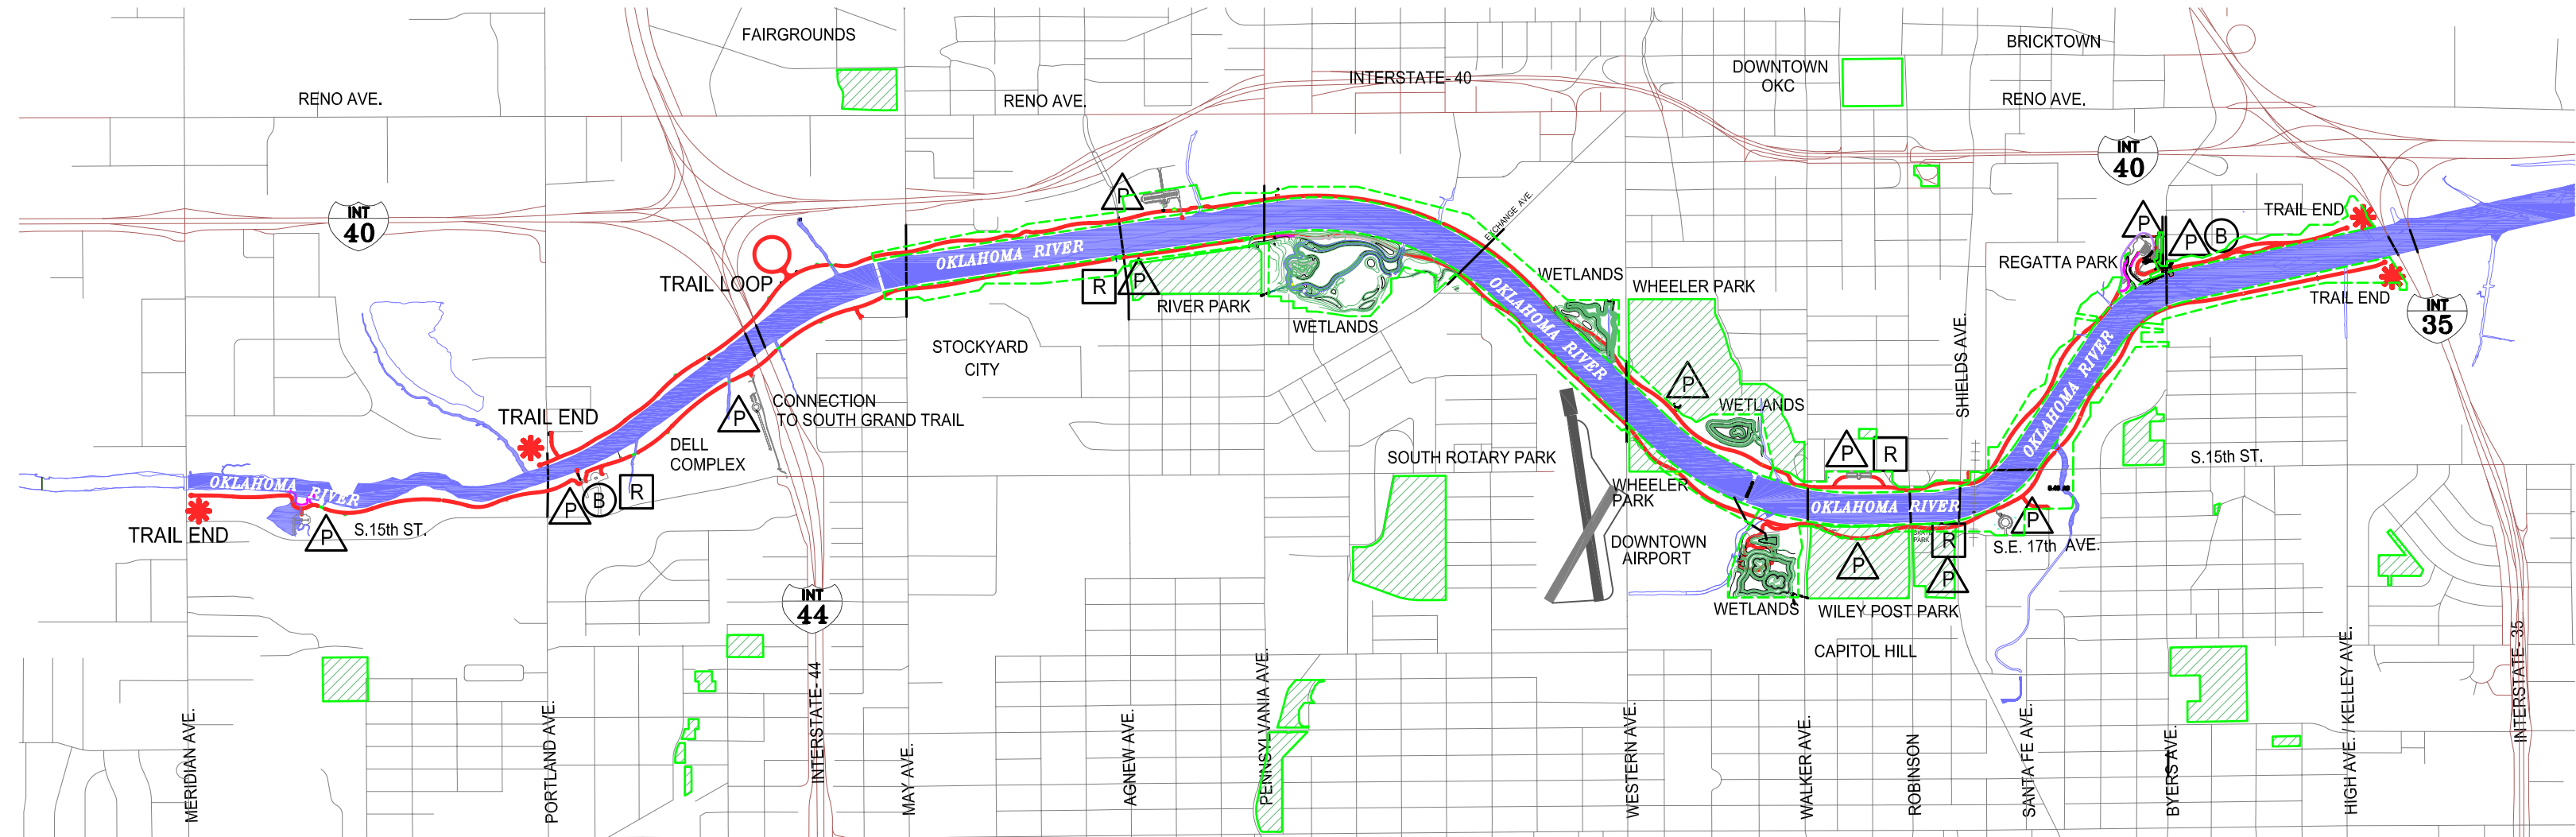 FAIRGROUNDS
BRICKTOWN
INTERSTATE-40
DOWNTOWN
OKC
RENO AVE.
RENO AVE.
RENO AVE.
INT
40
INT
40
EXCHANGE AVE.
P
P
P
B
TRAIL END
REGATTA PARK
TRAIL END
INT
35
OKLAHOMA RIVER
TRAIL LOOP
R
P
RIVER PARK
WETLANDS
WETLANDS
WHEELER PARK
OKLAHOMA RIVER
SHIELDS AVE.
OKLAHOMA RIVER
STOCKYARD
CITY
P
WETLANDS
TRAIL END
P
CONNECTION
TO SOUTH GRAND TRAIL
DELL
COMPLEX
SOUTH ROTARY PARK
P
R
S.15th ST.
OKLAHOMA RIVER
WHEELER
PARK
OKLAHOMA RIVER
P
B
R
TRAIL END
P
S.15th ST.
DOWNTOWN
AIRPORT
PARK
R
P
S.E. 17th AVE.
P
P
INT
44
WETLANDS
WILEY POST PARK
CAPITOL HILL
MERIDIAN AVE.
PORTLAND AVE.
INTERSTATE-44
MAY AVE.
AGNEW AVE.
PENNSYLVANIA AVE.
WESTERN AVE.
WALKER AVE.
ROBINSON
SANTA FE AVE.
BYERS AVE.
HIGH AVE. / KELLEY AVE.
INTERSTATE-35